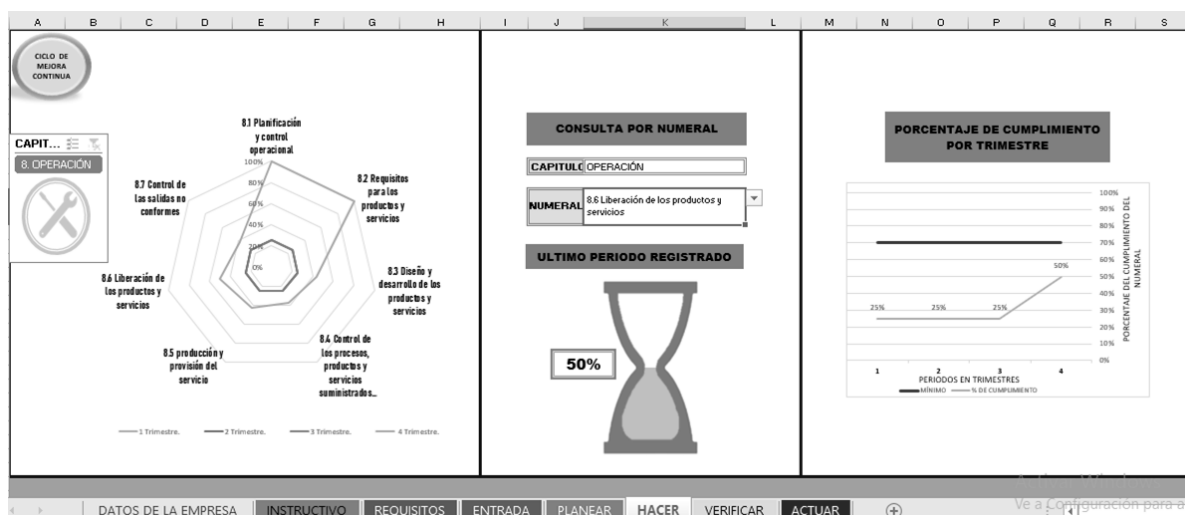 A B C D E F G H I J K L M N O P Q R S
CICLO DE
MEJORA
CONTINUA
CAPIT...
8. OPERACIÓN
8.1 Planificación
y control
operacional
100%
80%
60%
40%
20%
0%
8.2 Requisitos
para los
productos y
servicios
8.3 Diseño y
desarrollo de los
productos y
servicios
8.4 Control de
los procesos,
productos y
servicios
suministrados...
8.5 producción y
provisión del
servicio
8.6 Liberación de
los productos y
servicios
8.7 Control de
las salidas no
conformes
1 Trimestre. 2 Trimestre. 3 Trimestre. 4 Trimestre.
CONSULTA POR NUMERAL
CAPITULO OPERACIÓN
NUMERAL 8.6 Liberación de los productos y
servicios
ULTIMO PERIODO REGISTRADO
50%
PORCENTAJE DE CUMPLIMIENTO
POR TRIMESTRE
100%
90%
80%
70%
60%
50%
40%
30%
20%
10%
0%
25% 25% 25% 50%
1 2 3 4
PERIODOS EN TRIMESTRES
MÍNIMO % DE CUMPLIMIENTO
PORCENTAJE DEL CUMPLIMIENTO DEL
NUMERAL
Activar Windows
Ve a Configuración para a
DATOS DE LA EMPRESA INSTRUCTIVO REQUISITOS ENTRADA PLANEAR HACER VERIFICAR ACTUAR